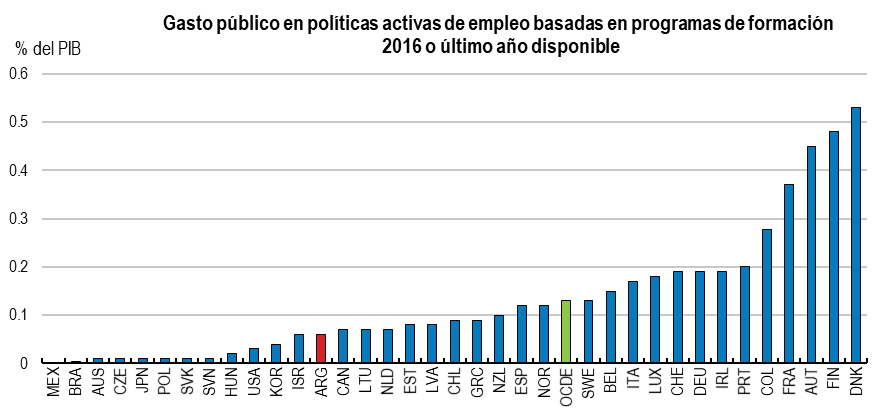 Gasto público en políticas activas de empleo basadas en programas de formación
2016 o último año disponible
% del PIB
0.6
0.5
0.4
0.3
0.2
0.1
0
MEX BRA AUS CZE JPN POL SVK SVN HUN USA KOR ISR ARG CAN LTU NLD EST LVA CHL GRC NZL ESP NOR OCDE SWE BEL ITA LUX CHE DEU IRL PRT COL FRA AUT FIN DNK